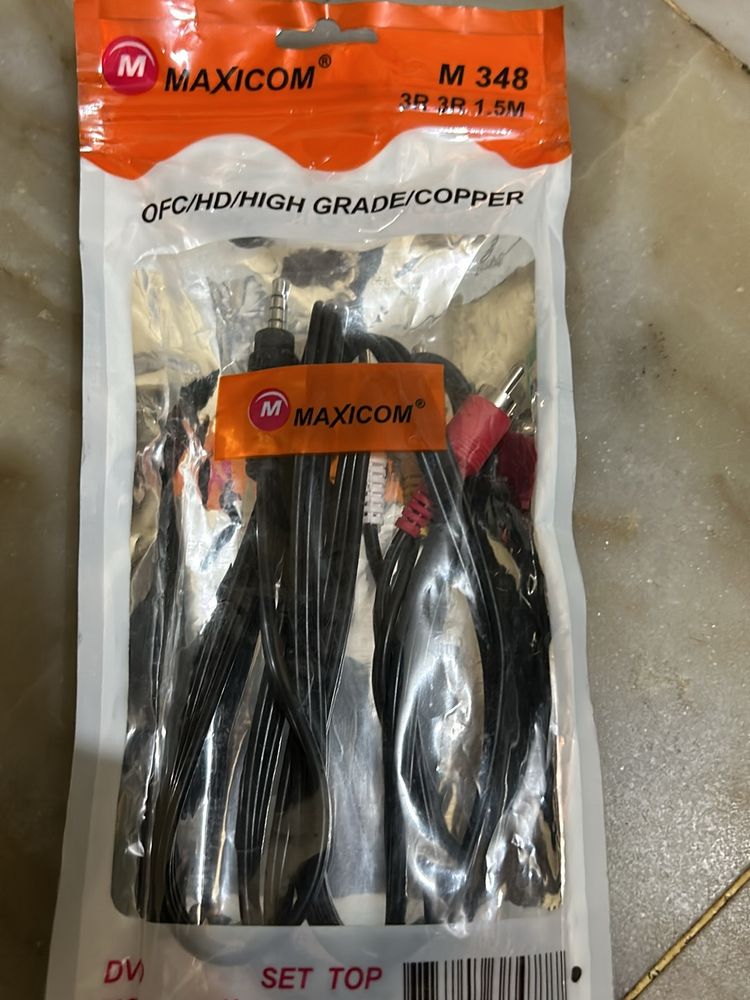 M MAXICOM®
M 348
3R 3R 1.5M
OFC/HD/HIGH GRADE/COPPER
M MAXICOM®
SET TOP